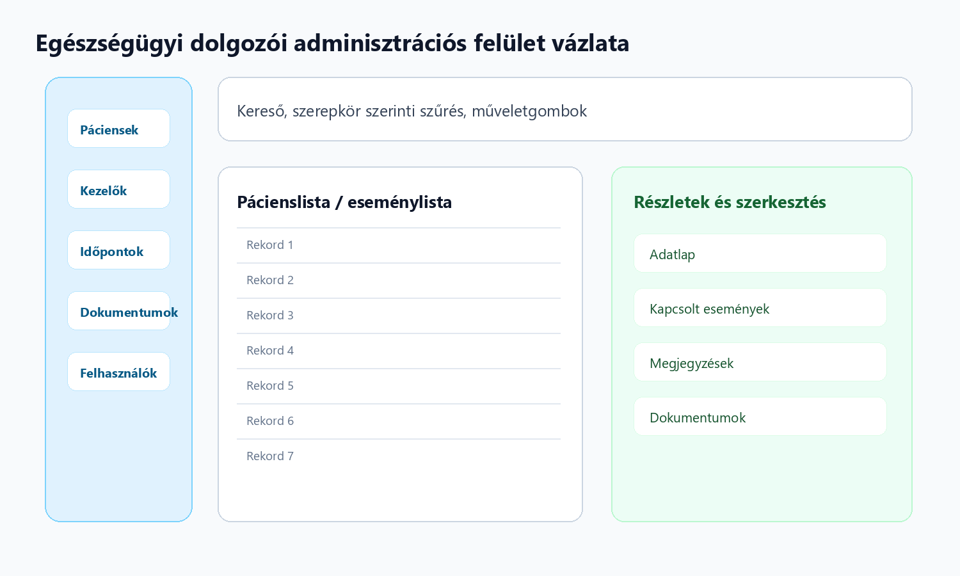 Egészségügyi dolgozói adminisztrációs felület vázlata
Páciensek
Kezelők
Időpontok
Dokumentumok
Felhasználók
Kereső, szerepkör szerinti szűrés, műveletgombok
Pácienslista / eseménylista
Rekord 1
Rekord 2
Rekord 3
Rekord 4
Rekord 5
Rekord 6
Rekord 7
Részletek és szerkesztés
Adatlap
Kapcsolt események
Megjegyzések
Dokumentumok